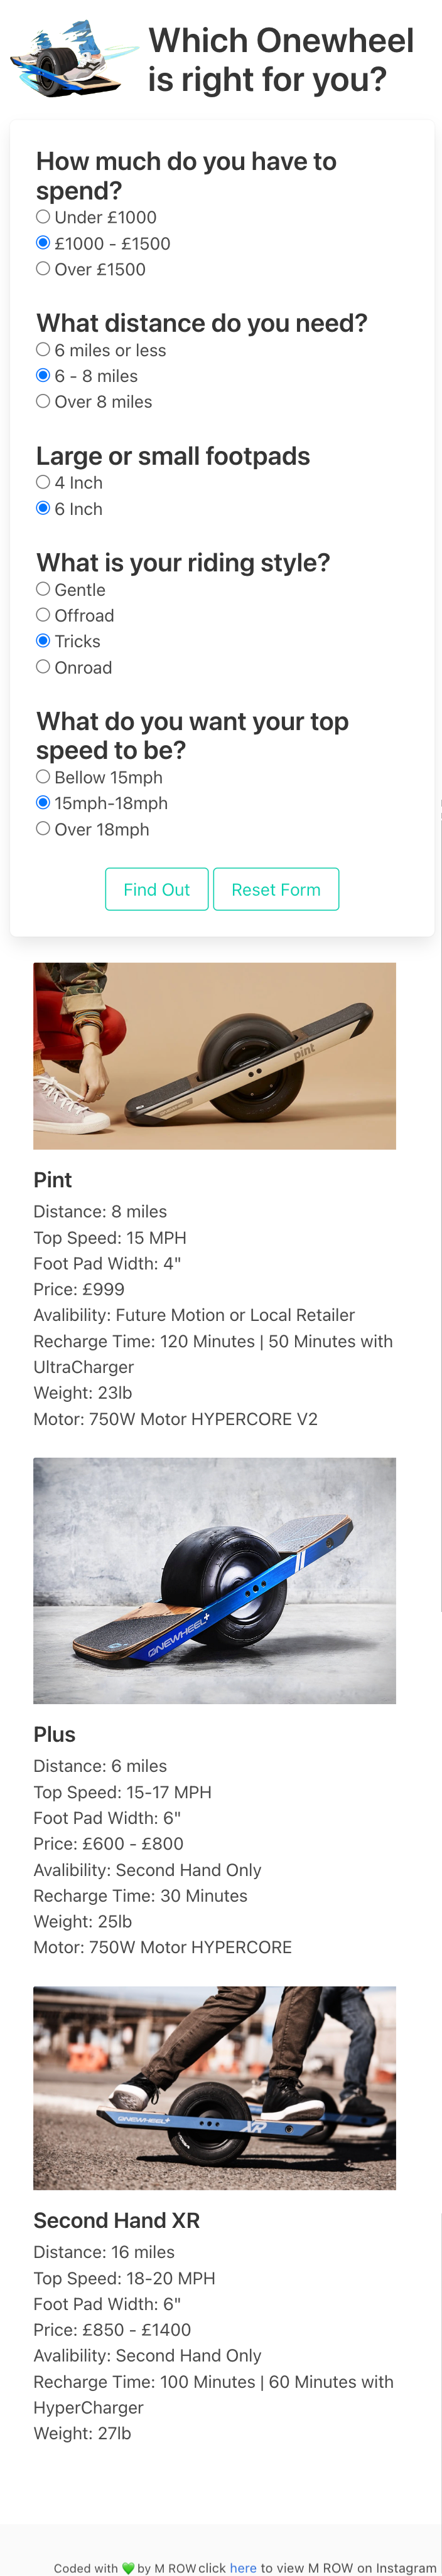 Which Onewheel
is right for you?
How much do you have to
spend?
Under £1000
£1000 - £1500
Over £1500
What distance do you need?
6 miles or less
6 - 8 miles
Over 8 miles
Large or small footpads
4 Inch
6 Inch
What is your riding style?
Gentle
Offroad
Tricks
Onroad
What do you want your top
speed to be?
Bellow 15mph
15mph-18mph
Over 18mph
Find Out Reset Form
pint
Pint
Distance: 8 miles
Top Speed: 15 MPH
Foot Pad Width: 4"
Price: £999
Avalibility: Future Motion or Local Retailer
Recharge Time: 120 Minutes | 50 Minutes with
UltraCharger
Weight: 23lb
Motor: 750W Motor HYPERCORE V2
ONEWHEEL+
Plus
Distance: 6 miles
Top Speed: 15-17 MPH
Foot Pad Width: 6"
Price: £600 - £800
Avalibility: Second Hand Only
Recharge Time: 30 Minutes
Weight: 25lb
Motor: 750W Motor HYPERCORE
ONEWHEEL+ XR
Second Hand XR
Distance: 16 miles
Top Speed: 18-20 MPH
Foot Pad Width: 6"
Price: £850 - £1400
Avalibility: Second Hand Only
Recharge Time: 100 Minutes | 60 Minutes with
HyperCharger
Weight: 27lb
Coded with 💚 by M ROW click here to view M ROW on Instagram